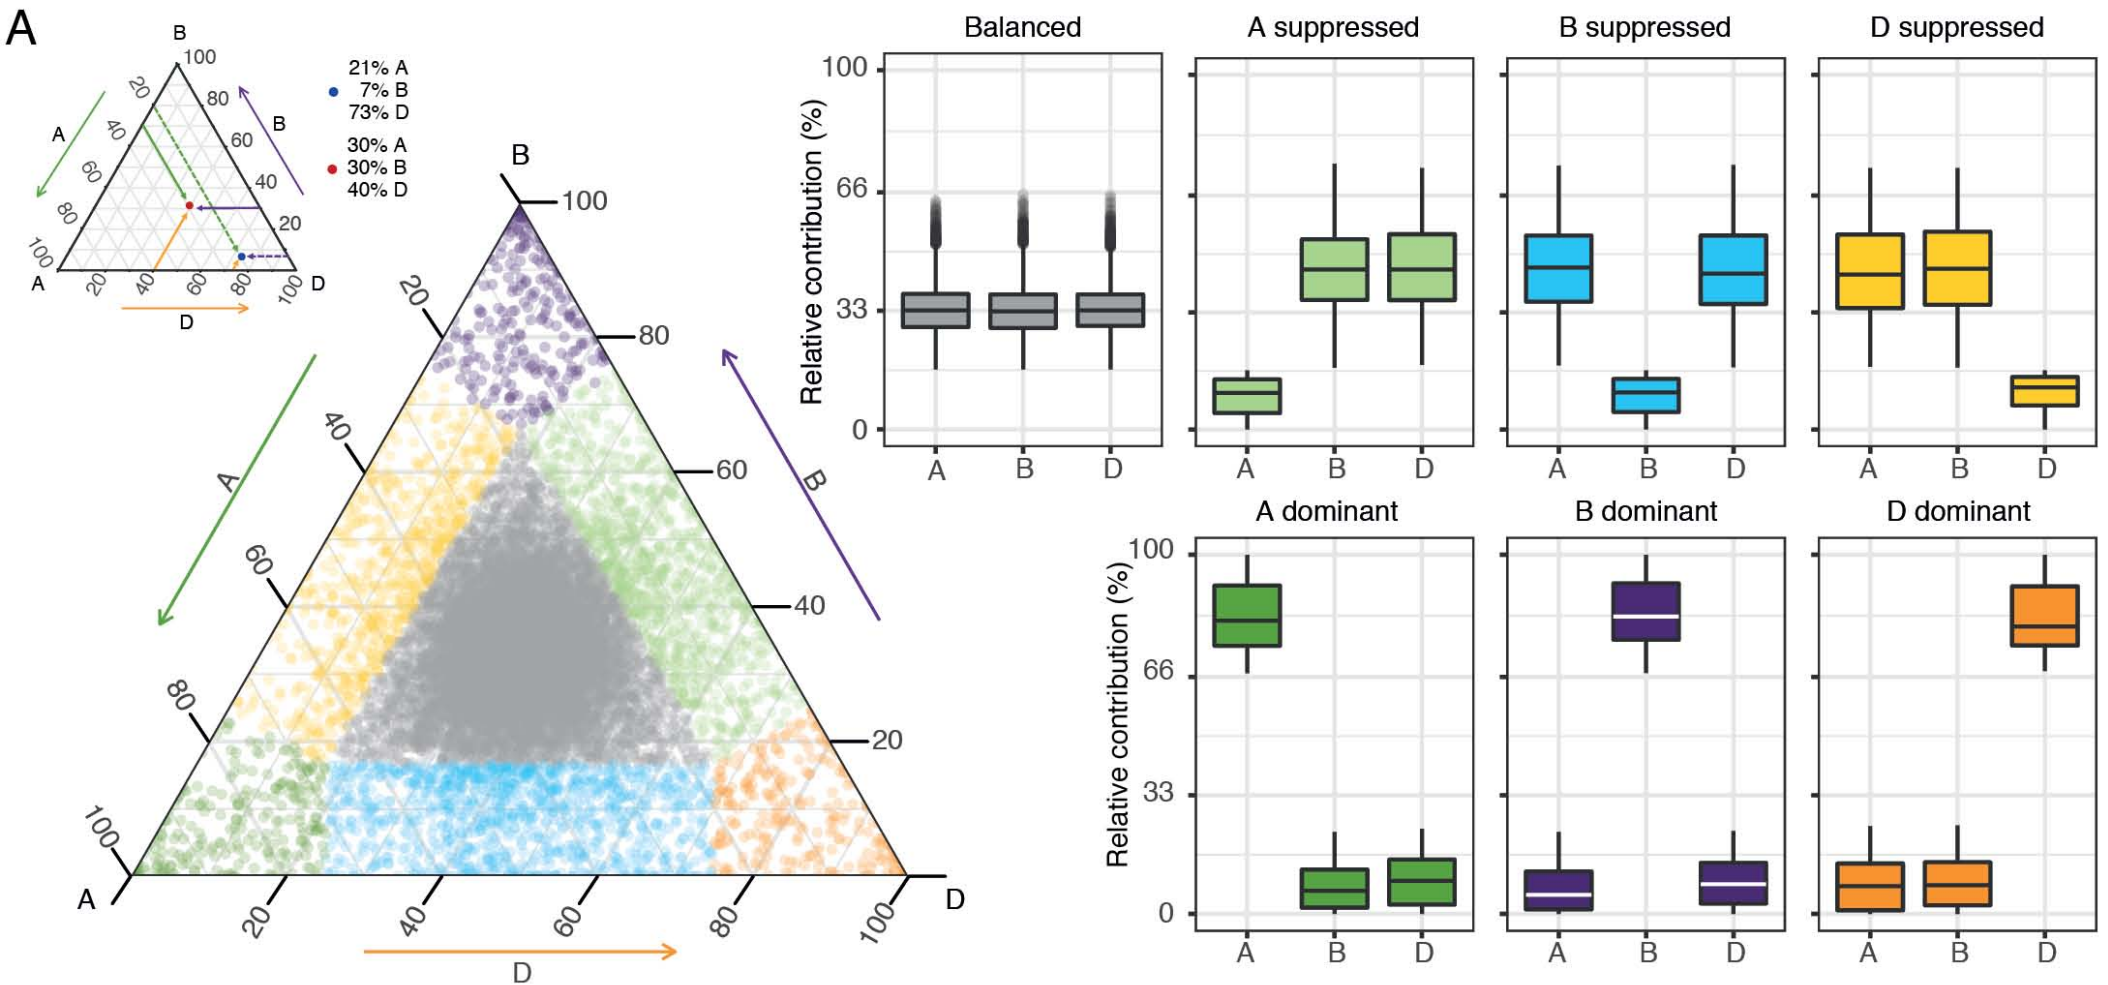 A
B
100
80
60
40
20
20
40
60
80
100
A
20
40
60
80
100
D
A
B
D
21% A
7% B
73% D
30% A
30% B
40% D
B
100
80
60
40
20
20
40
60
80
100
A
20
40
60
80
100
D
A
B
D
Balanced
A suppressed
B suppressed
D suppressed
Relative contribution (%)
100
66
33
0
A B D
A B D
A B D
A B D
A dominant
B dominant
D dominant
Relative contribution (%)
100
66
33
0
A B D
A B D
A B D